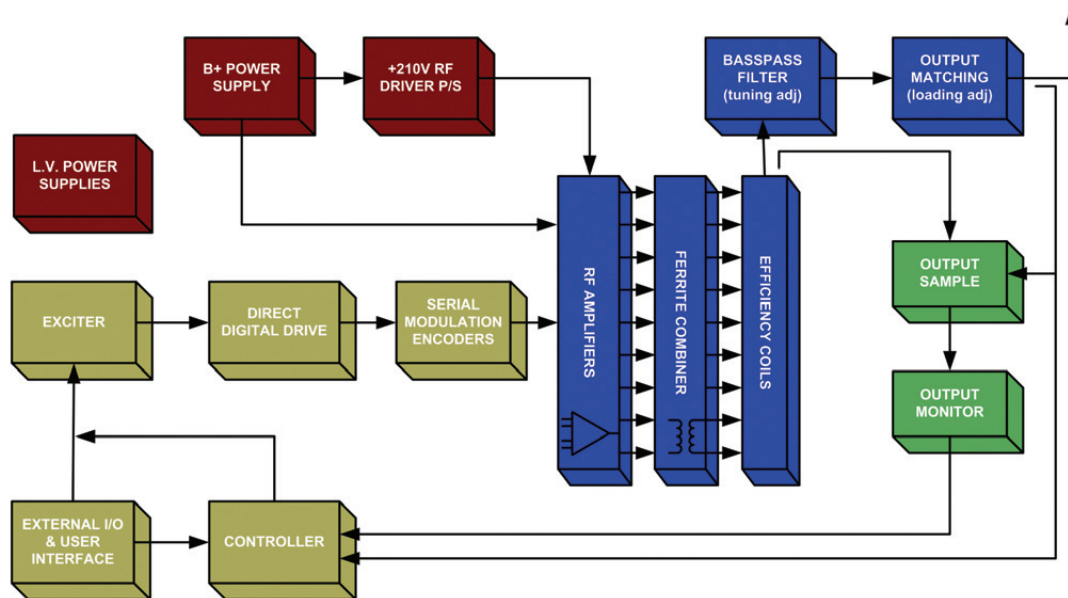 B+ POWER
SUPPLY
+210V RF
DRIVER P/S
BASSPASS
FILTER
(tuning adj)
OUTPUT
MATCHING
(loading adj)
L.V. POWER
SUPPLIES
RF AMPLIFIERS
FERRITE COMBINER
EFFICIENCY COILS
OUTPUT
SAMPLE
EXCITER
DIRECT
DIGITAL DRIVE
SERIAL
MODULATION
ENCODERS
OUTPUT
MONITOR
EXTERNAL I/O
& USER
INTERFACE
CONTROLLER